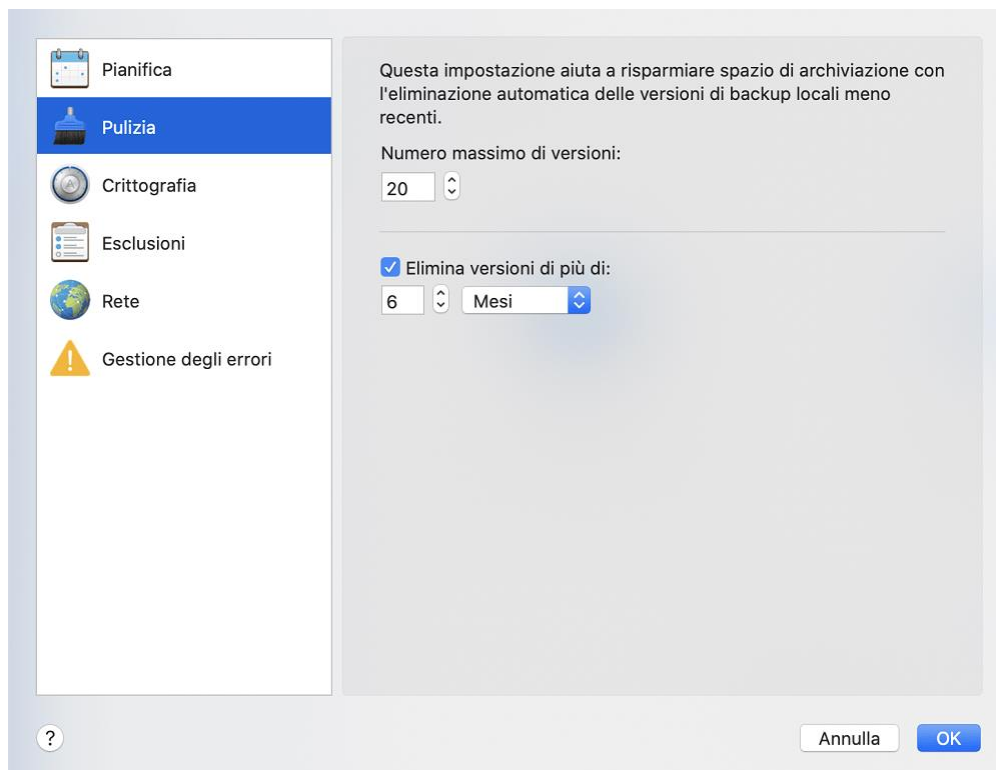 Pianifica
Pulizia
Crittografia
Esclusioni
Rete
Gestione degli errori
Questa impostazione aiuta a risparmiare spazio di archiviazione con
l'eliminazione automatica delle versioni di backup locali meno
recenti.
Numero massimo di versioni:
20
Elimina versioni di più di:
6 Mesi
? Annulla OK